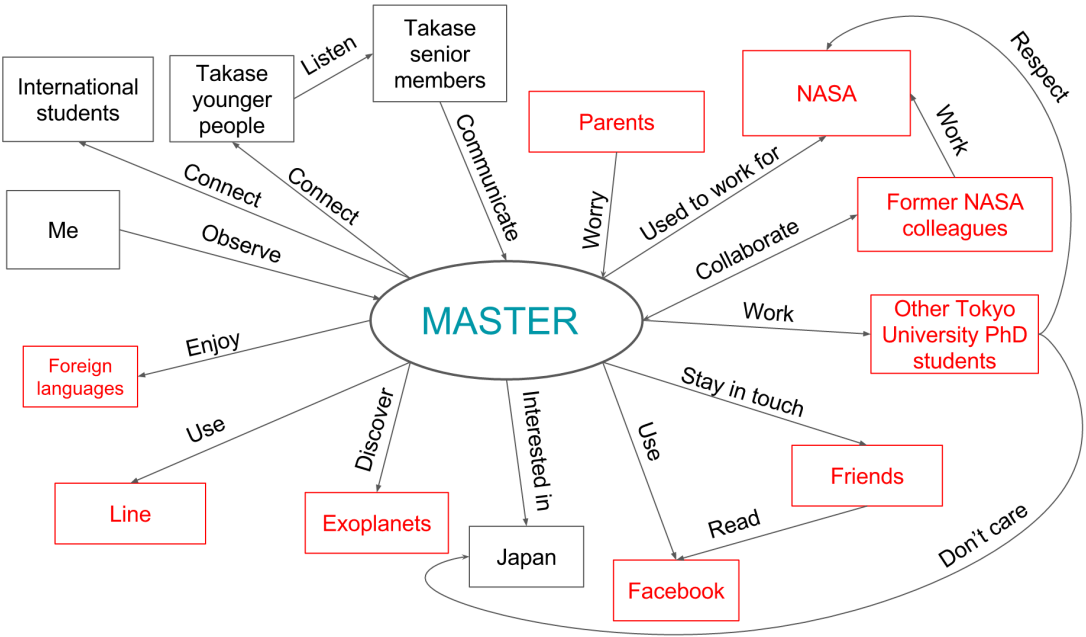 International
students
Takase
younger
people
Listen
Takase
senior
members
Parents
NASA
Respect
Work
Former NASA
colleagues
Me
Connect
Connect
Communicate
Worry
Used to work for
Collaborate
Observe
MASTER
Work
Other Tokyo
University PhD
students
Foreign
languages
Enjoy
Use
Discover
Interested in
Use
Stay in touch
Line
Exoplanets
Japan
Friends
Read
Facebook
Don't care